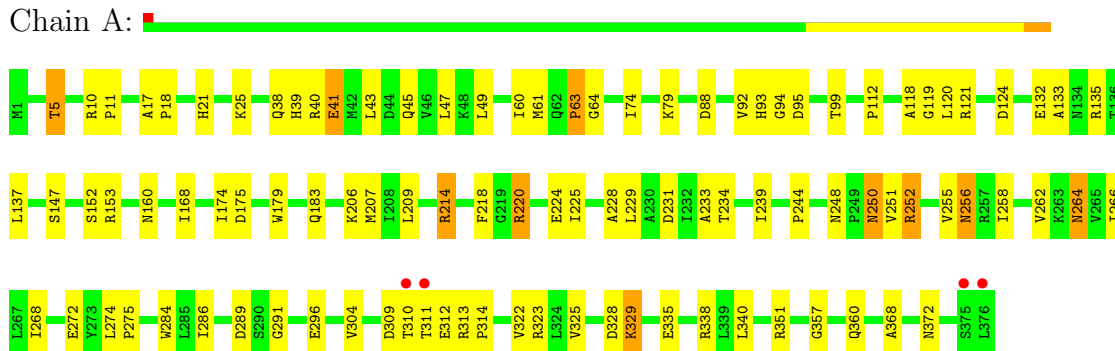 Chain A:
M1 T5 R10 P11 A17 P18 H21 K25 Q38 H39 R40 E41 M42 L43 D44 Q45 V46 L47 K48 L49 I60 M61 Q62 P63 G64 I74 K79 D88 V92 H93 G94 D95 T99 P112 A118 G119 L120 R121 D124 E132 A133 N134 R135 T136
L137 S147 S152 R153 N160 I168 I174 D175 W179 Q183 K206 M207 I208 L209 R214 F218 G219 R220 E224 I225 A228 L229 A230 D231 I232 A233 T234 I239 P244 N248 P249 N250 V251 R252 V255 N256 R257 I258 V262 K263 N264 V265 I266
L267 I268 E272 Y273 L274 P275 W284 L285 I286 D289 S290 G291 E296 V304 D309 T310 T311 E312 R313 P314 V322 R323 L324 V325 D328 K329 E335 R338 L339 L340 R351 G357 Q360 A368 N372 S375 L376